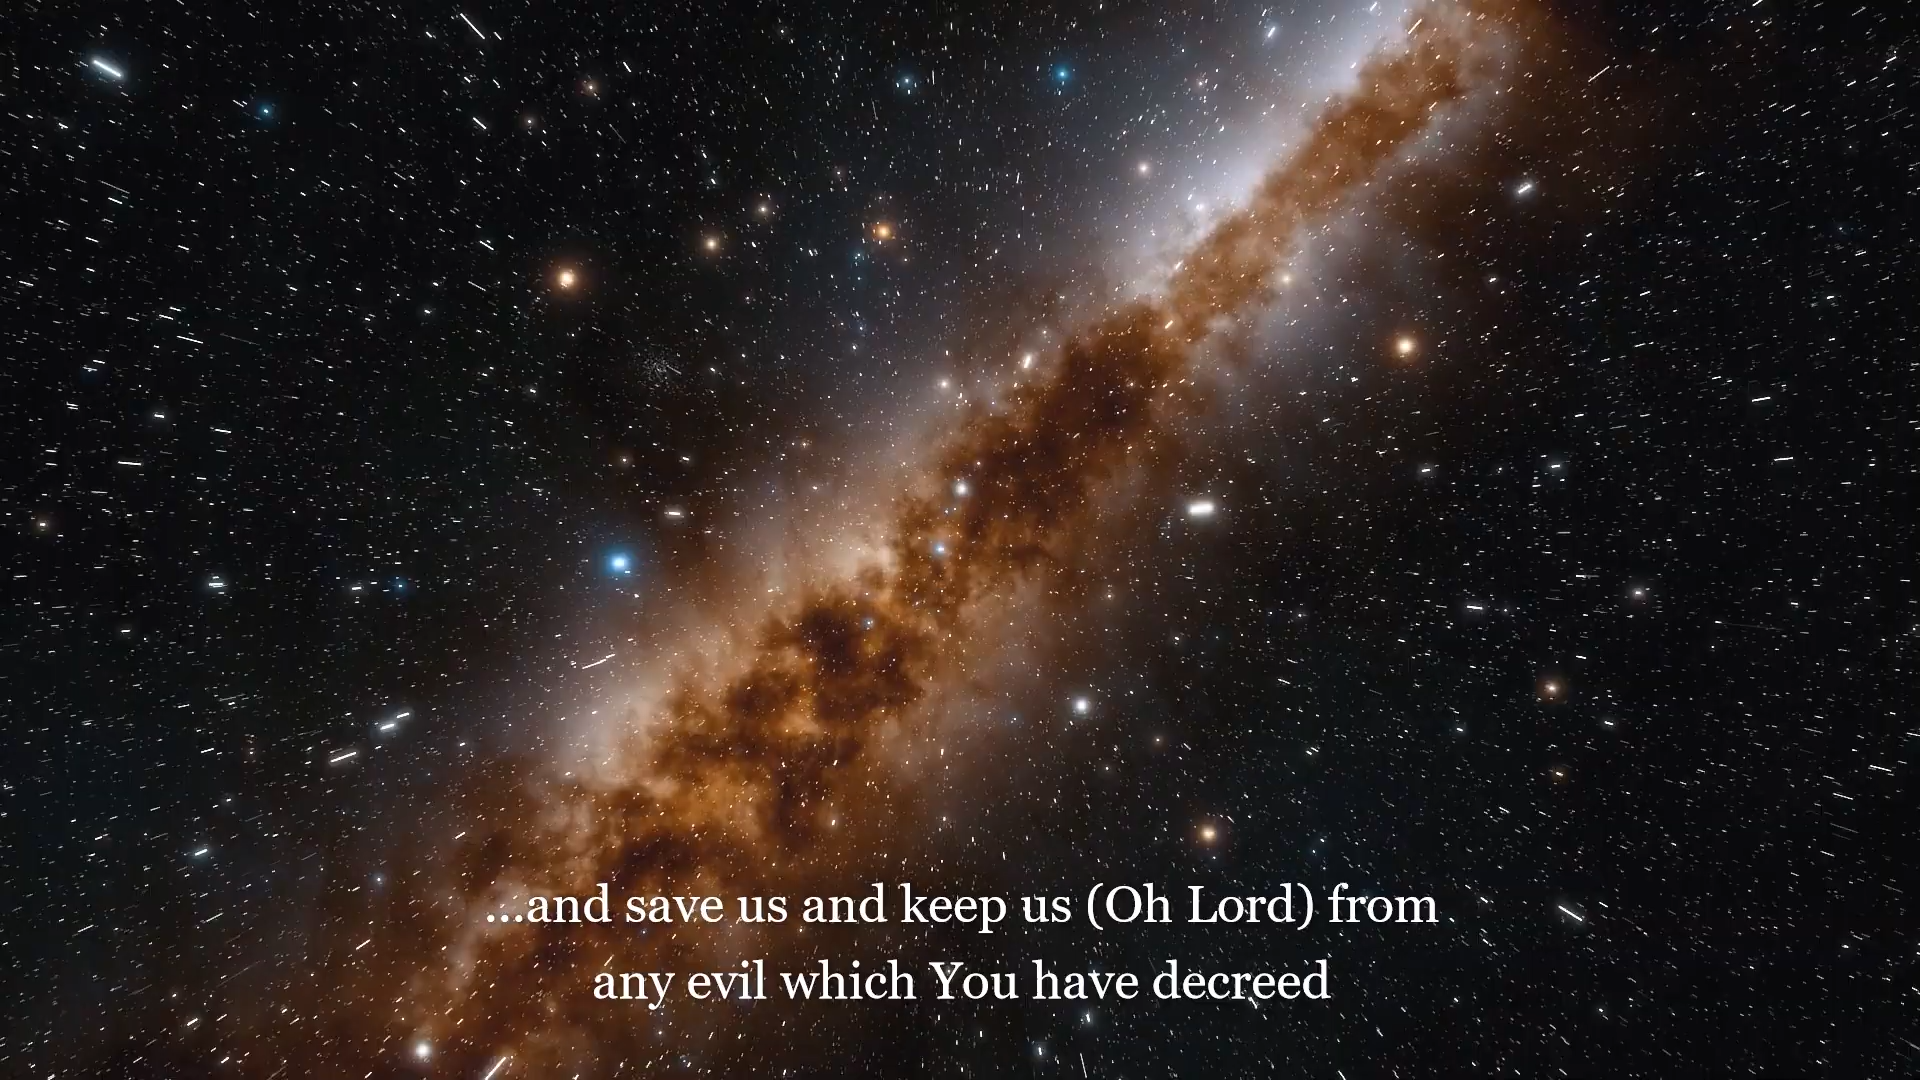 ...and save us and keep us (Oh Lord) from
any evil which You have decreed